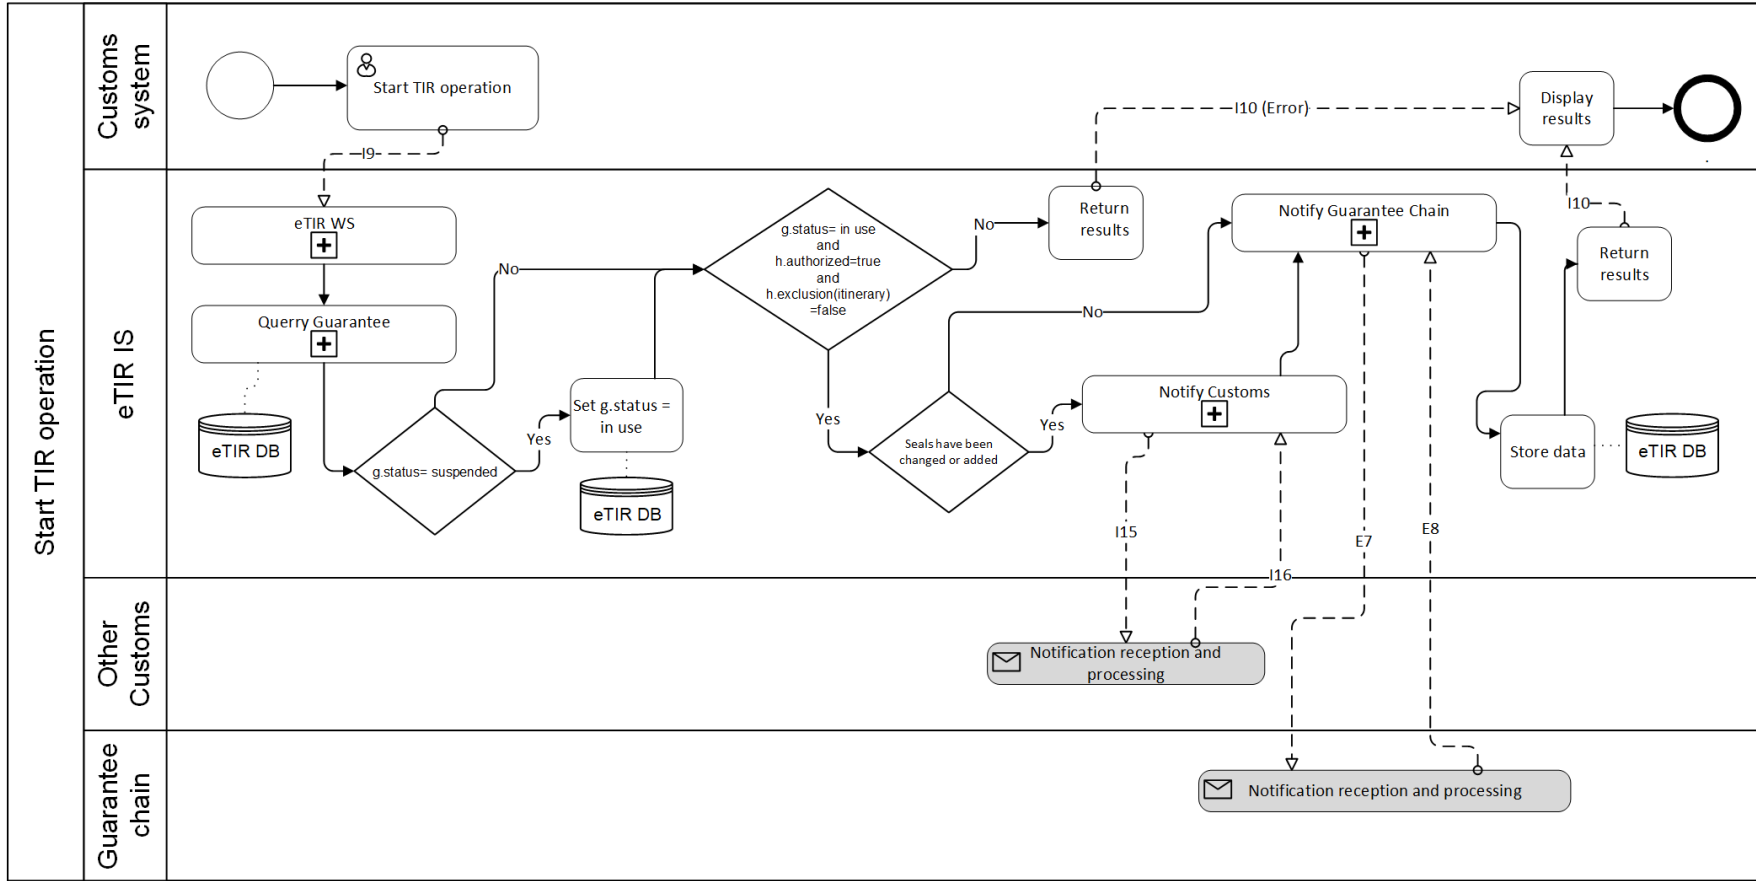 Start TIR operation
Customs
system
Start TIR operation
I9
I10 (Error)
Display
results
eTIR IS
eTIR WS
Querry Guarantee
eTIR DB
g.status= suspended
No
Yes
Set g.status =
in use
eTIR DB
g.status= in use
and
h.authorized=true
and
h.exclusion(itinerary)
=false
No
Return
results
Yes
Seals have been
changed or added
No
Yes
Notify Customs
Notify Guarantee Chain
I10
Return
results
Store data
eTIR DB
I15
I16
E7
E8
Other
Customs
Notification reception and
processing
Guarantee
chain
Notification reception and processing